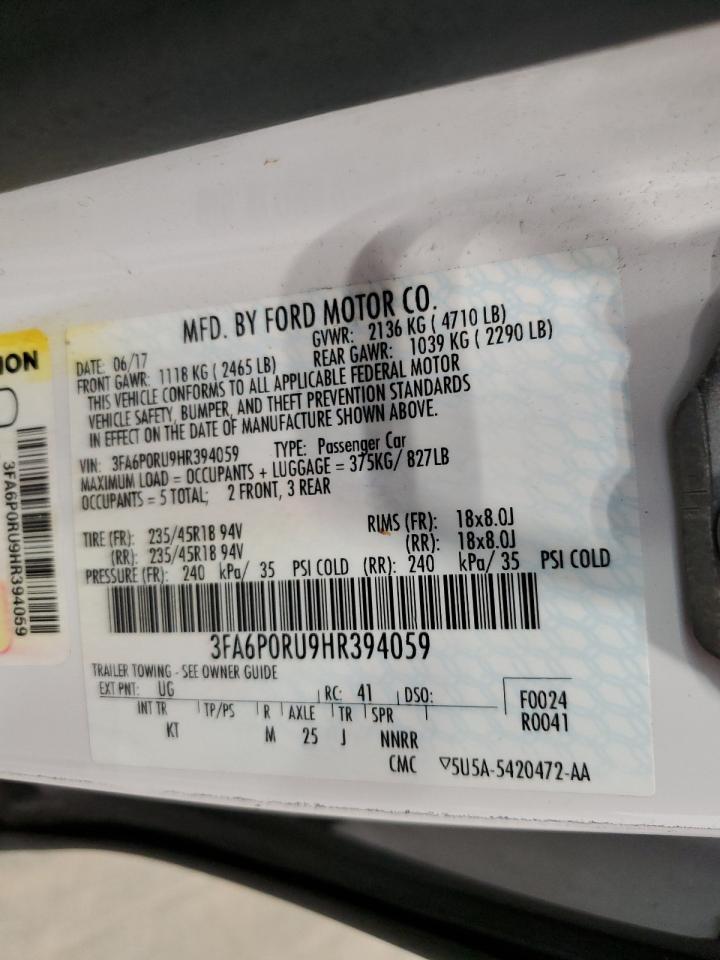 MFD. BY FORD MOTOR CO.
DATE: 06/17 GVWR: 2136 KG ( 4710 LB)
FRONT GAWR: 1118 KG ( 2465 LB) REAR GAWR: 1039 KG ( 2290 LB)
THIS VEHICLE CONFORMS TO ALL APPLICABLE FEDERAL MOTOR
VEHICLE SAFETY, BUMPER, AND THEFT PREVENTION STANDARDS
IN EFFECT ON THE DATE OF MANUFACTURE SHOWN ABOVE.
VIN: 3FA6P0RU9HR394059 TYPE: Passenger Car
MAXIMUM LOAD = OCCUPANTS + LUGGAGE = 375KG/ 827LB
OCCUPANTS = 5 TOTAL; 2 FRONT, 3 REAR
TIRE (FR): 235/45R18 94V RIMS (FR): 18x8.0J
(RR): 235/45R18 94V (RR): 18x8.0J
PRESSURE (FR): 240 kPa/ 35 PSI COLD (RR): 240 kPa/ 35 PSI COLD
3FA6P0RU9HR394059
TRAILER TOWING - SEE OWNER GUIDE
EXT PNT: UG RC: 41 DSO: F0024
INT TR TP/PS R AXLE TR SPR R0041
KT M 25 J NNRR
CMC ▽5U5A-5420472-AA
3FA6P0RU9HR394059